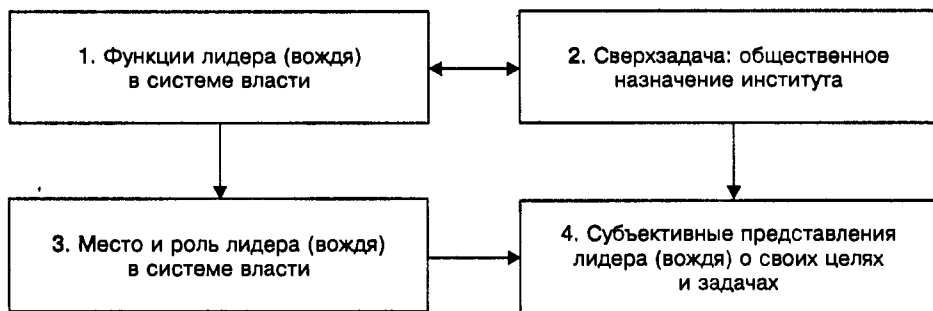 1. Функции лидера (вождя)
в системе власти
2. Сверхзадача: общественное
назначение института
3. Место и роль лидера (вождя)
в системе власти
4. Субъективные представления
лидера (вождя) о своих целях
и задачах